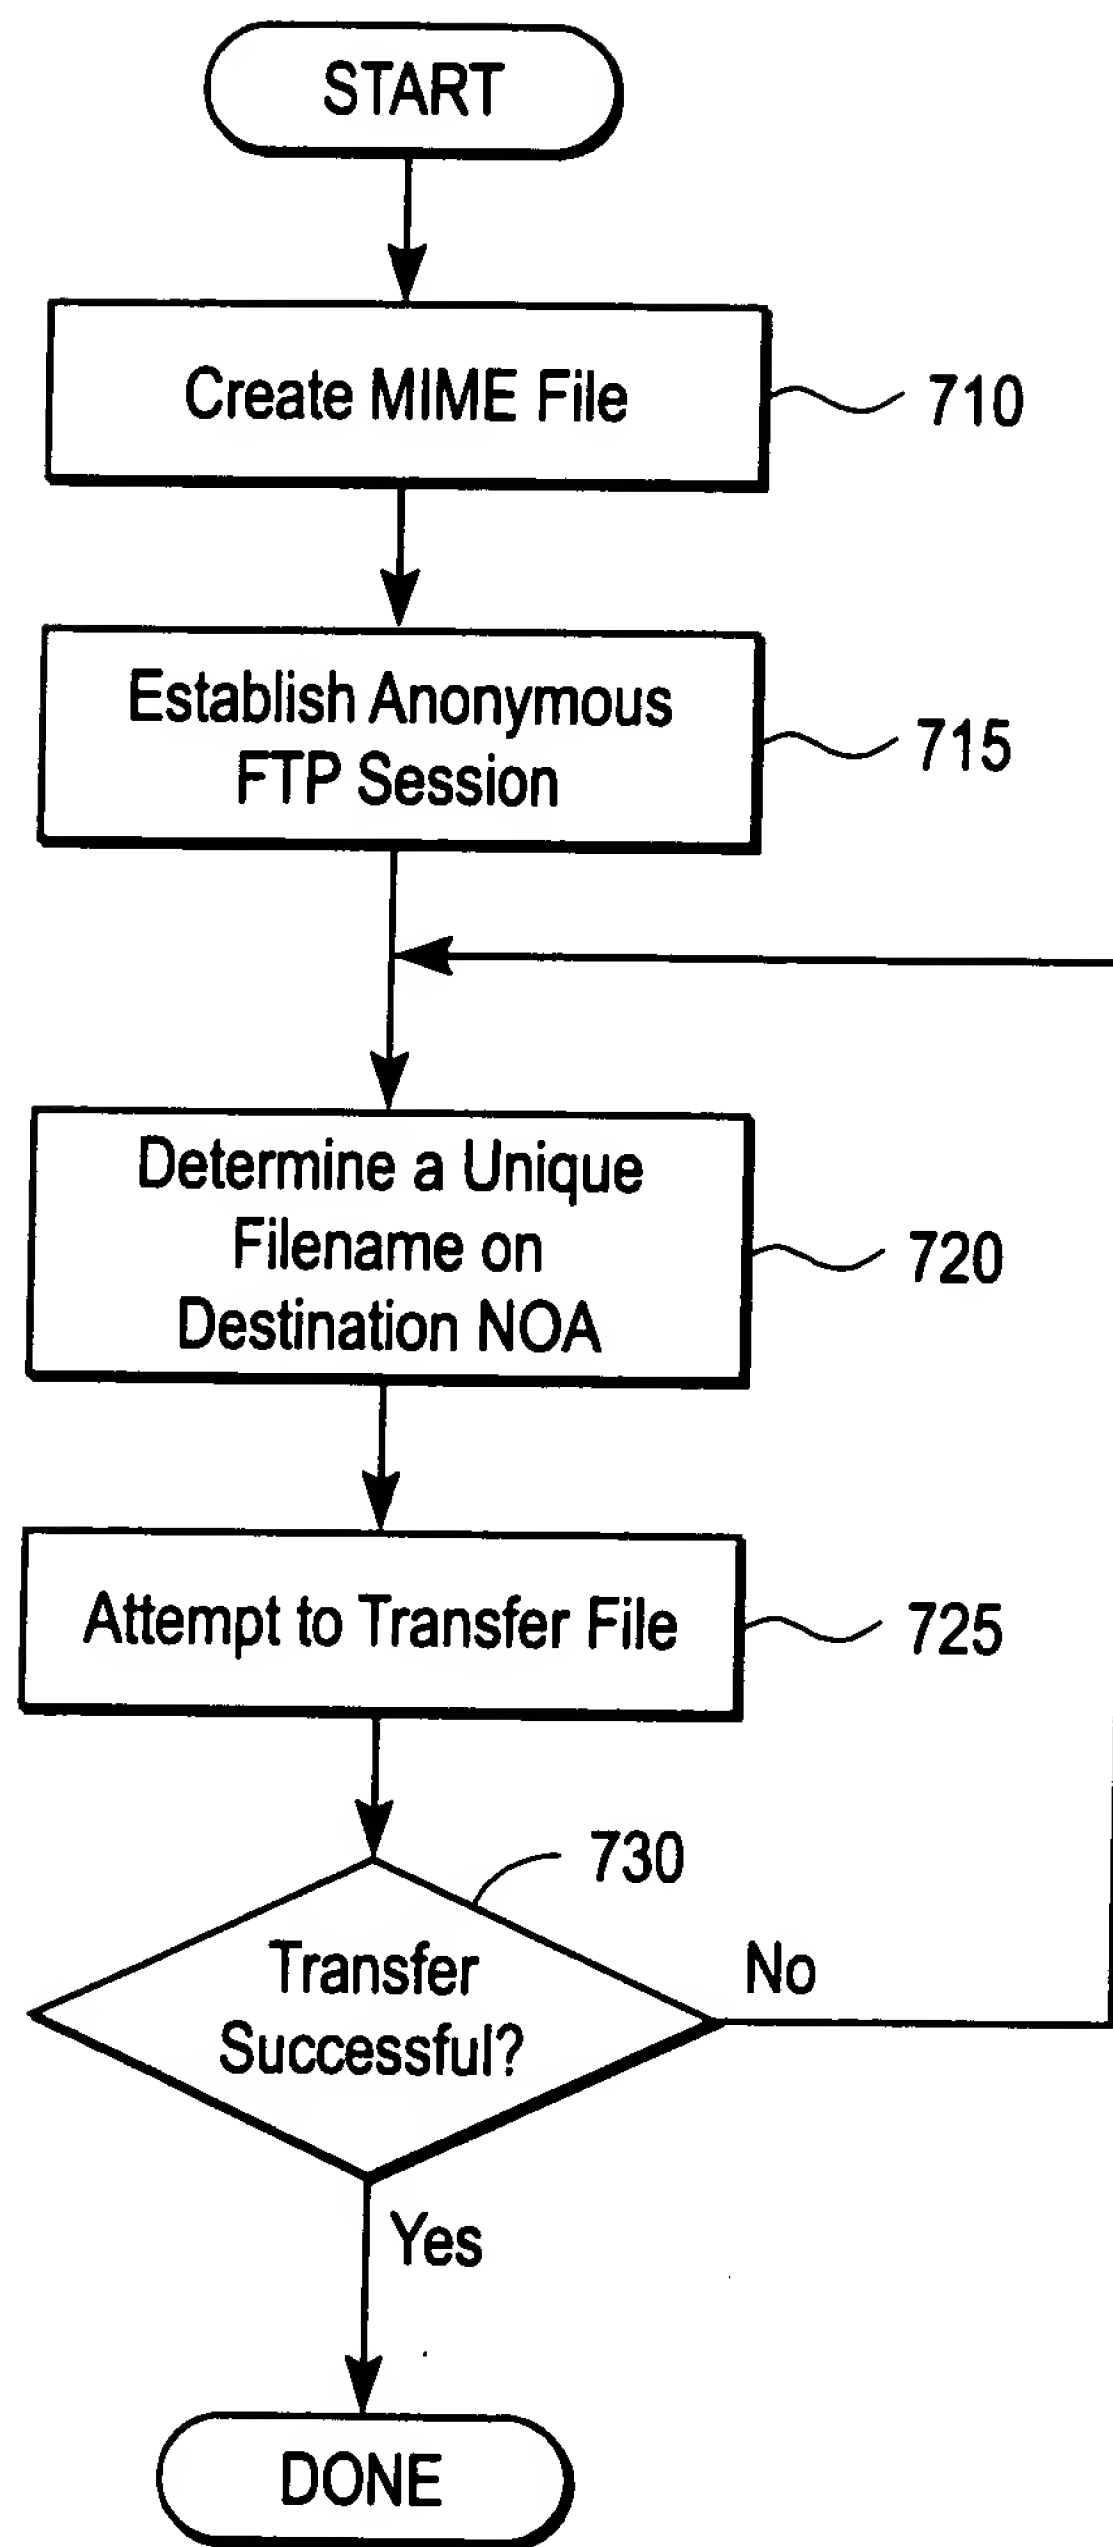 START
Create MIME File
710
Establish Anonymous
FTP Session
715
Determine a Unique
Filename on
Destination NOA
720
Attempt to Transfer File
725
730
Transfer
Successful?
No
Yes
DONE